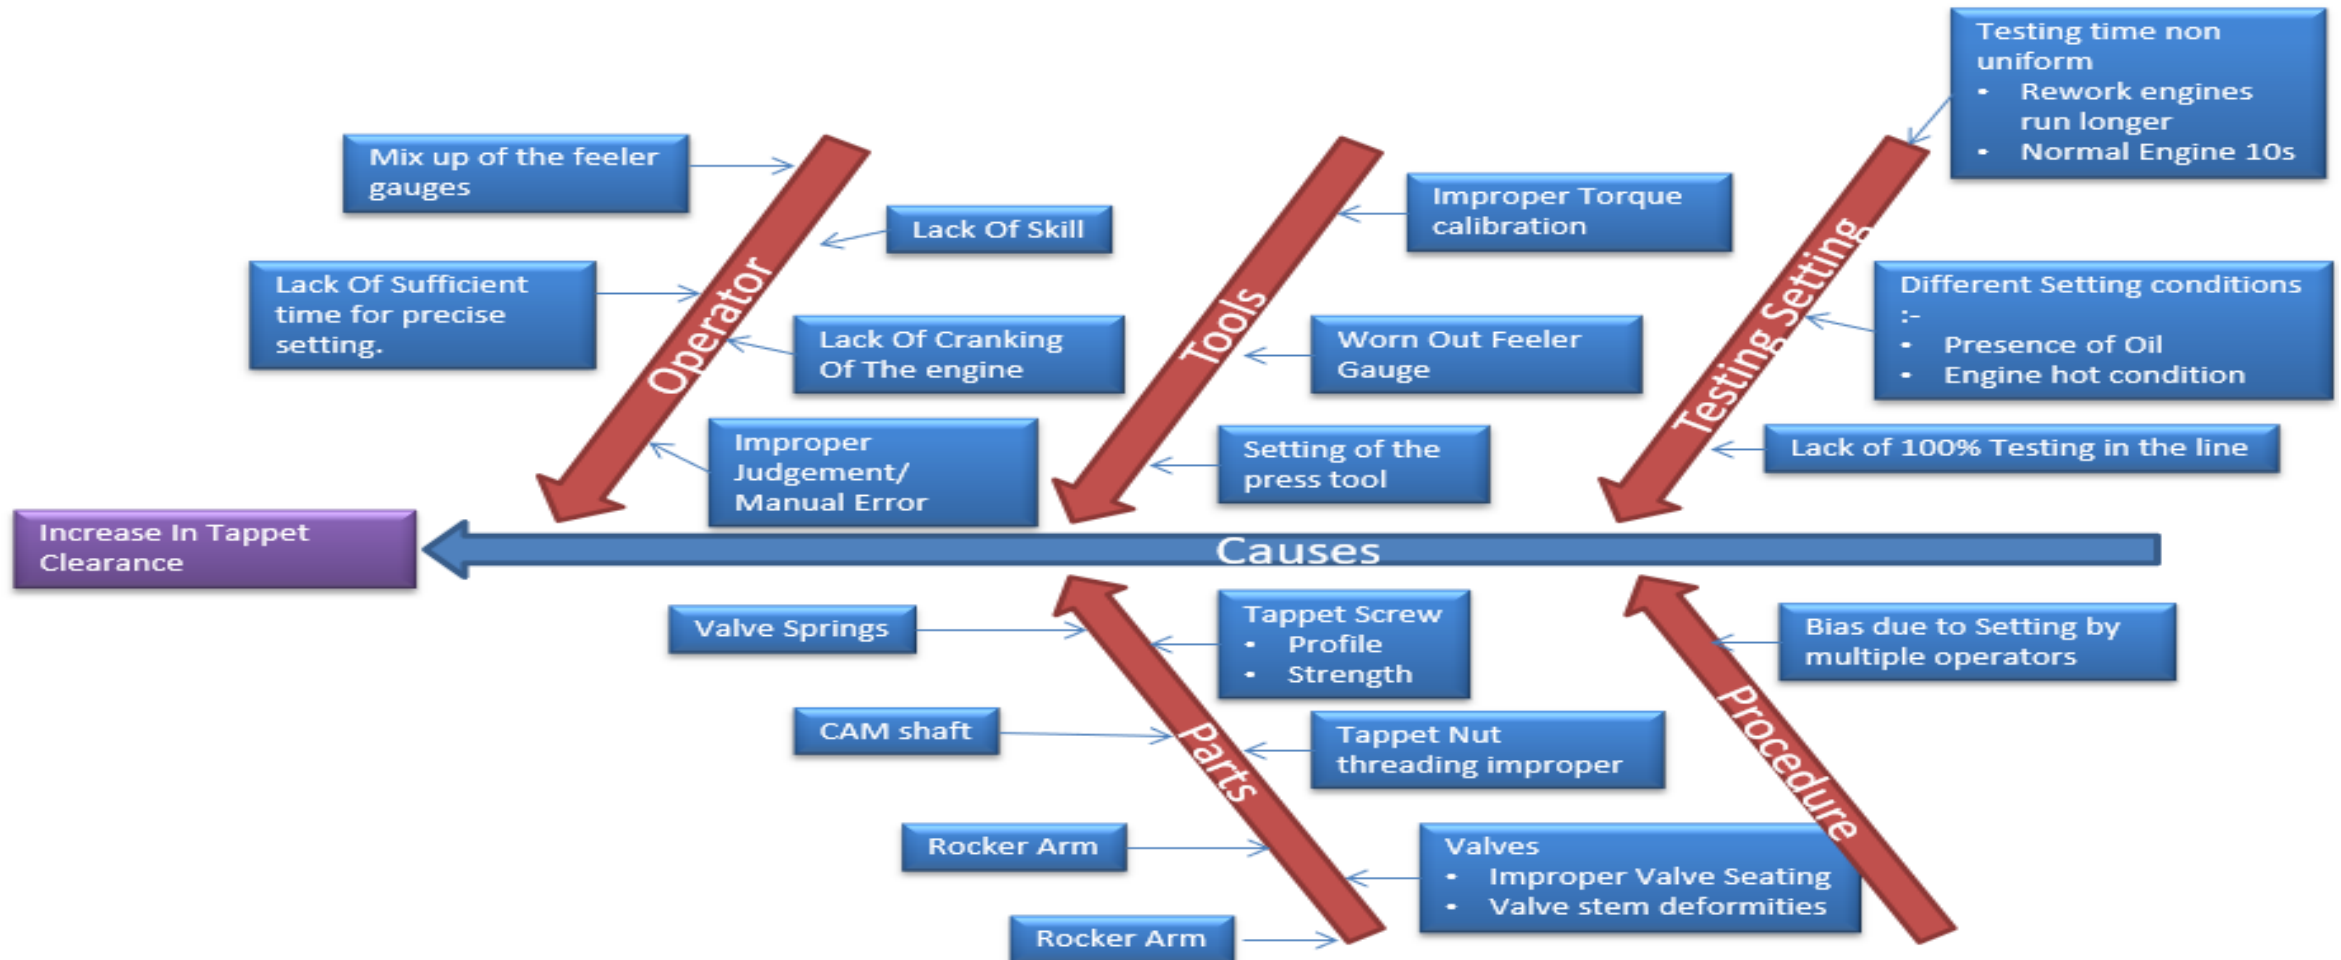 Testing time non
uniform
• Rework engines
run longer
• Normal Engine 10s
Mix up of the feeler
gauges
Improper Torque
calibration
Lack Of Skill
Lack Of Sufficient
time for precise
setting.
Operator
Tools
Testing Setting
Different Setting conditions
:-
• Presence of Oil
• Engine hot condition
Lack Of Cranking
Of The engine
Worn Out Feeler
Gauge
Improper
Judgement/
Manual Error
Setting of the
press tool
Lack of 100% Testing in the line
Increase In Tappet
Clearance
Causes
Valve Springs
Tappet Screw
• Profile
• Strength
Bias due to Setting by
multiple operators
CAM shaft
Parts
Tappet Nut
threading improper
Procedure
Rocker Arm
Valves
• Improper Valve Seating
• Valve stem deformities
Rocker Arm